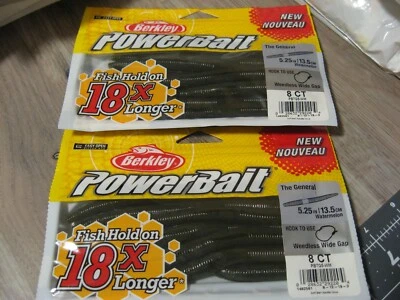 Berkley
PowerBait
NEW
NOUVEAU
Fish Hold on
18x
Longer
The General
5.25 IN / 13.5 CM
Watermelon
HOOK TO USE
Weedless Wide Gap
8 CT
EASY OPEN
Berkley
PowerBait
NEW
NOUVEAU
Fish Hold on
18x
Longer
The General
5.25 IN / 13.5 CM
Watermelon
HOOK TO USE
Weedless Wide Gap
8 CT